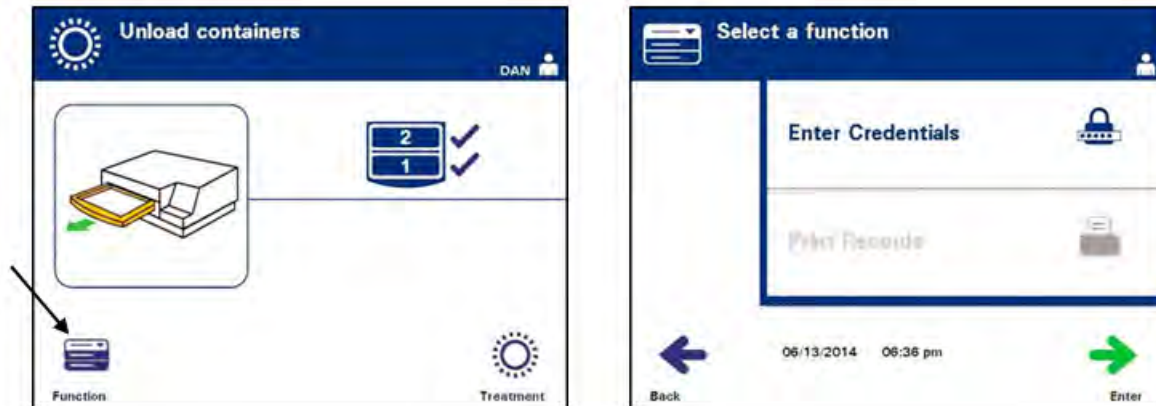 Unload containers
DAN
2
1
Function
Treatment
Select a function
Enter Credentials
Print Records
06/13/2014 06:36 pm
Back
Enter